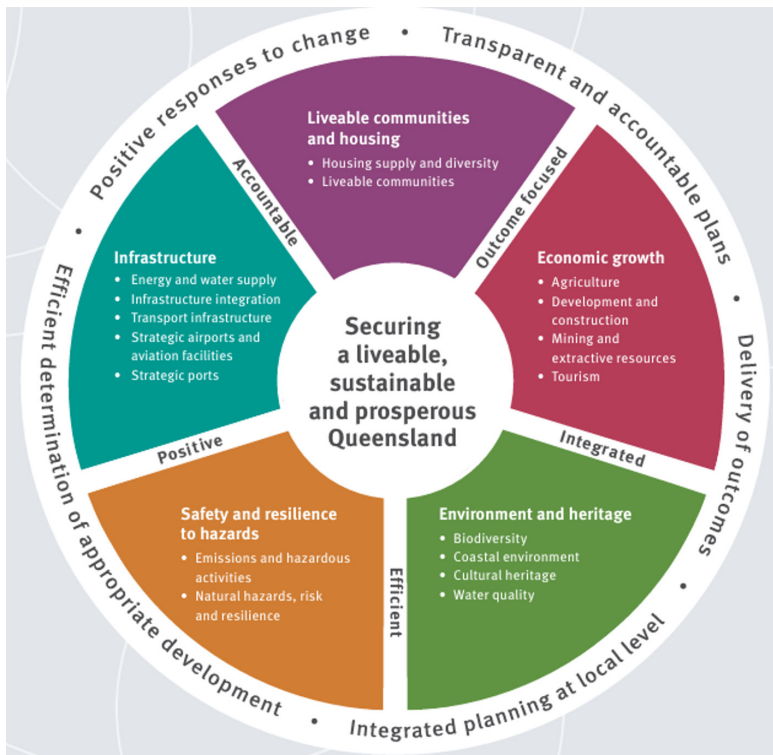 Positive responses to change • Transparent and accountable plans • Delivery of outcomes • Integrated planning at local level • Efficient determination of appropriate development •
Liveable communities
and housing
• Housing supply and diversity
• Liveable communities
Accountable
Outcome focused
Infrastructure
• Energy and water supply
• Infrastructure integration
• Transport infrastructure
• Strategic airports and
aviation facilities
• Strategic ports
Economic growth
• Agriculture
• Development and
construction
• Mining and
extractive resources
• Tourism
Securing
a liveable,
sustainable
and prosperous
Queensland
Positive
Integrated
Safety and resilience
to hazards
• Emissions and hazardous
activities
• Natural hazards, risk
and resilience
Efficient
Environment and heritage
• Biodiversity
• Coastal environment
• Cultural heritage
• Water quality